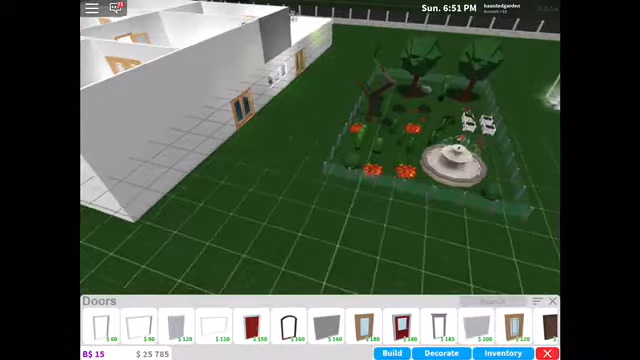 Sun. 6:51 PM
hauntedgarden
Doors
Search
$ 60
$ 90
$ 120
$ 120
$ 150
$ 160
$ 160
$ 180
$ 180
$ 185
$ 200
$ 220
B$ 15
$ 25 785
Build
Decorate
Inventory